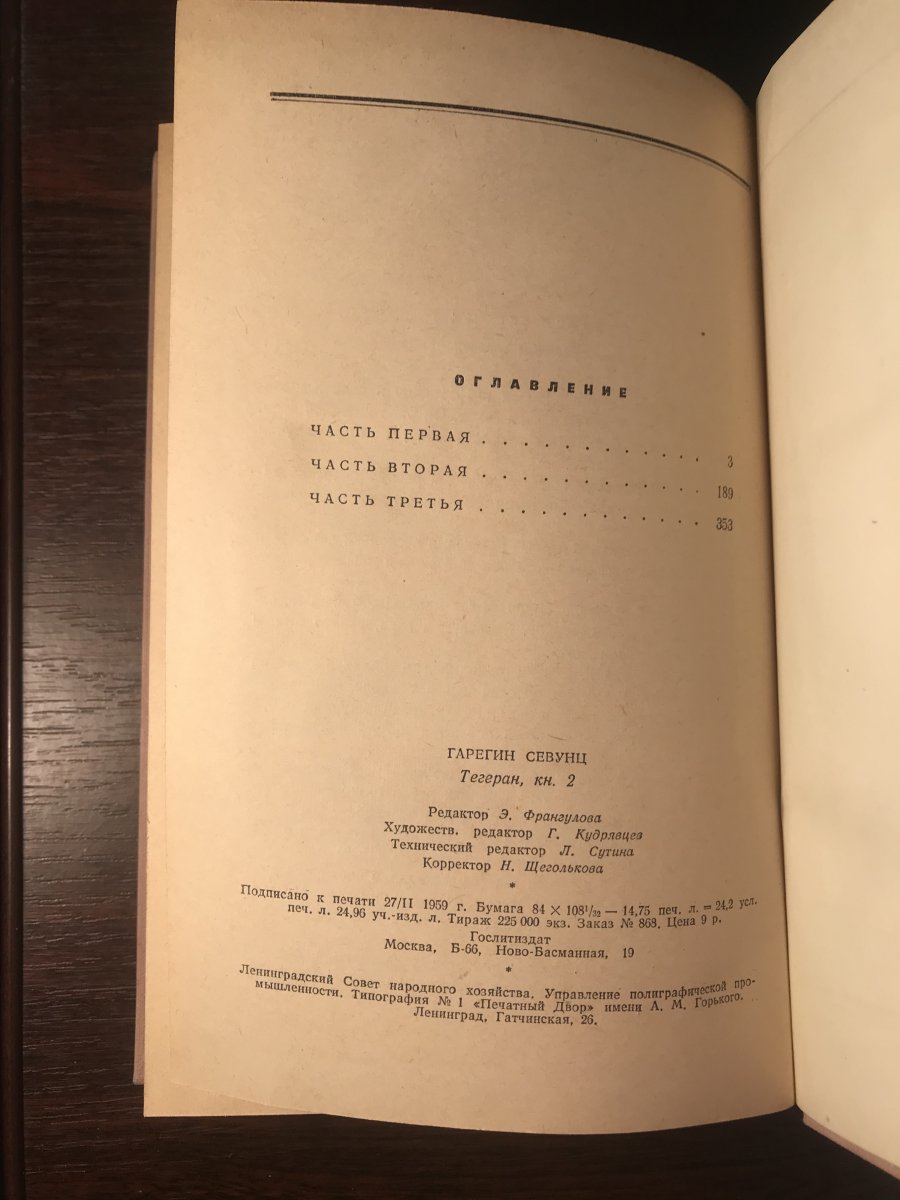 ОГЛАВЛЕНИЕ
ЧАСТЬ ПЕРВАЯ . . . . . . . . . . . . 3
ЧАСТЬ ВТОРАЯ . . . . . . . . . . . . 189
ЧАСТЬ ТРЕТЬЯ . . . . . . . . . . . . 353
ГАРЕГИН СЕВУНЦ
Тегеран, кн. 2
Редактор Э. Франгулова
Художеств. редактор Г. Кудрявцев
Технический редактор Л. Сутина
Корректор Н. Щеголькова
*
Подписано к печати 27/II 1959 г. Бумага 84 × 108¹/₃₂ — 14,75 печ. л. = 24,2 усл.
печ. л. 24,96 уч.-изд. л. Тираж 225 000 экз. Заказ № 868. Цена 9 р.
Гослитиздат
Москва, Б-66, Ново-Басманная, 19
*
Ленинградский Совет народного хозяйства. Управление полиграфической про-
мышленности. Типография № 1 «Печатный Двор» имени А. М. Горького.
Ленинград, Гатчинская, 26.